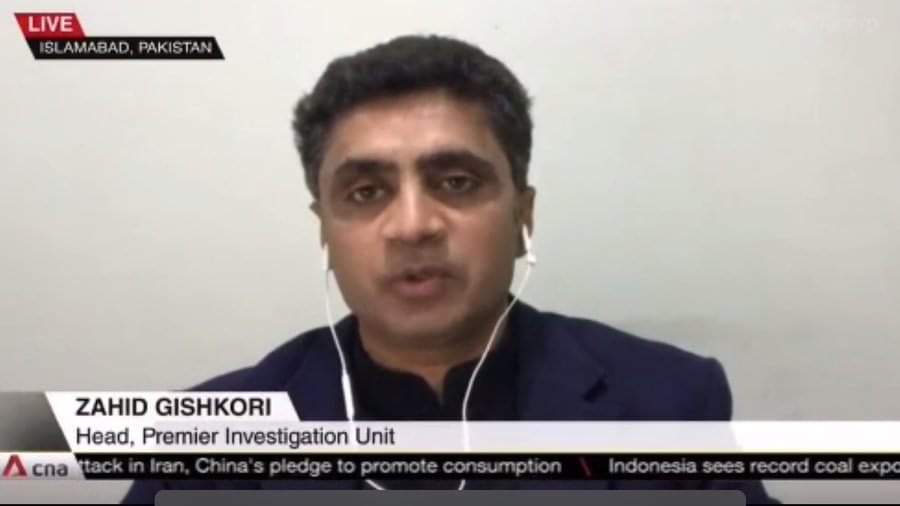 LIVE
ISLAMABAD, PAKISTAN
ZAHID GISHKORI
Head, Premier Investigation Unit
cna ttack in Iran, China's pledge to promote consumption \ Indonesia sees record coal expo